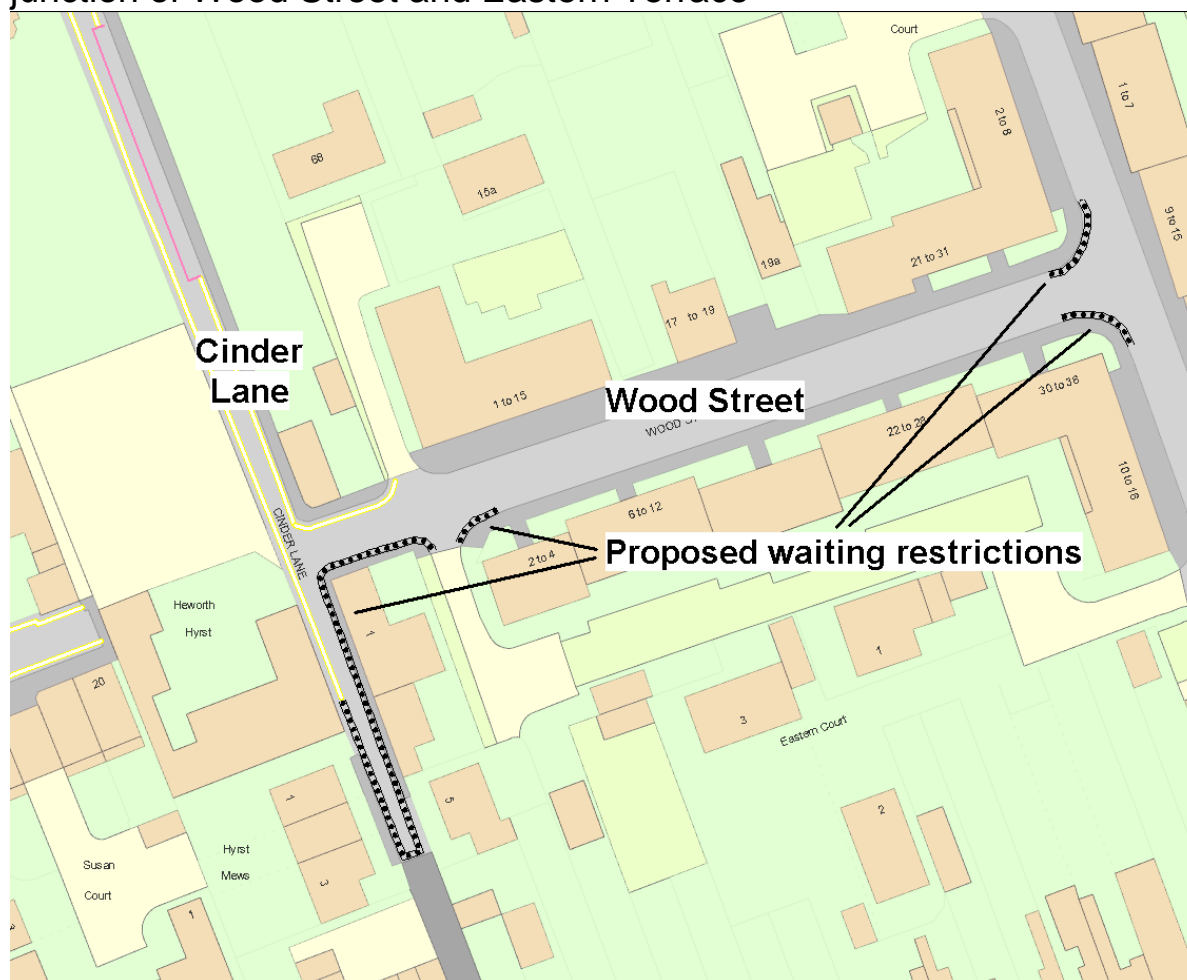 junction of Wood Street and Eastern Terrace
Court
1 to 7
2 to 8
68
15a
9 to 15
19a
21 to 31
17 to 19
Cinder
Lane
30 to 36
1 to 15
Wood Street
22 to 28
10 to 16
6 to 12
CINDER LANE
Proposed waiting restrictions
2 to 4
Heworth
Hyrst
1
1
20
3
Eastern Court
5
1
2
Susan
Court
Hyrst
Mews
3
1